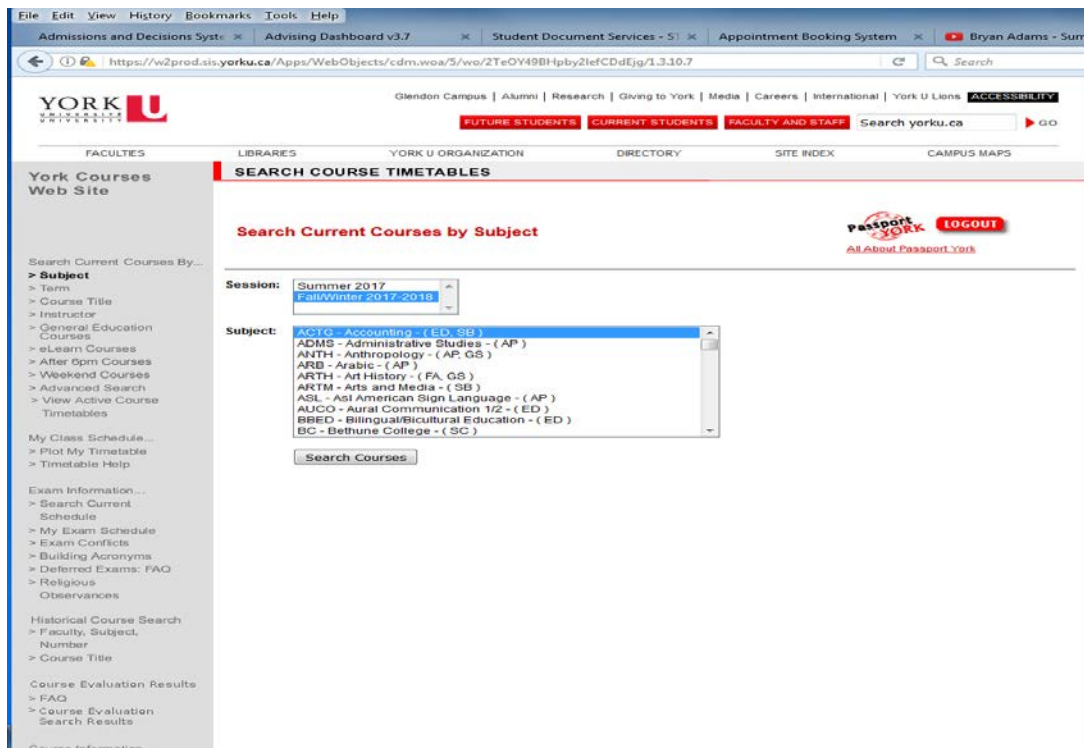 File Edit View History Bookmarks Tools Help
Admissions and Decisions Syste × Advising Dashboard v3.7 × Student Document Services - ST × Appointment Booking System × Bryan Adams - Sum
https://w2prod.sis.yorku.ca/Apps/WebObjects/cdm.woa/5/wo/2TeOY49BHpby2IefCDdEjg/1.3.10.7 Search
YORK U
UNIVERSITÉ
UNIVERSITY
Glendon Campus | Alumni | Research | Giving to York | Media | Careers | International | York U Lions ACCESSIBILITY
FUTURE STUDENTS CURRENT STUDENTS FACULTY AND STAFF Search yorku.ca GO
FACULTIES LIBRARIES YORK U ORGANIZATION DIRECTORY SITE INDEX CAMPUS MAPS
York Courses
Web Site
SEARCH COURSE TIMETABLES
Search Current Courses by Subject
Passport YORK LOGOUT
All About Passport York
Search Current Courses By...
> Subject
> Term
> Course Title
> Instructor
> General Education
Courses
> eLearn Courses
> After 6pm Courses
> Weekend Courses
> Advanced Search
> View Active Course
Timetables
My Class Schedule...
> Plot My Timetable
> Timetable Help
Exam Information...
> Search Current
Schedule
> My Exam Schedule
> Exam Conflicts
> Building Acronyms
> Deferred Exams: FAQ
> Religious
Observances
Historical Course Search
> Faculty, Subject,
Number
> Course Title
Course Evaluation Results
> FAQ
> Course Evaluation
Search Results
Course Information
Session:
Summer 2017
Fall/Winter 2017-2018
Subject:
ACTG - Accounting - ( ED, SB )
ADMS - Administrative Studies - ( AP )
ANTH - Anthropology - ( AP, GS )
ARB - Arabic - ( AP )
ARTH - Art History - ( FA, GS )
ARTM - Arts and Media - ( SB )
ASL - Asl American Sign Language - ( AP )
AUCO - Aural Communication 1/2 - ( ED )
BBED - Bilingual/Bicultural Education - ( ED )
BC - Bethune College - ( SC )
Search Courses